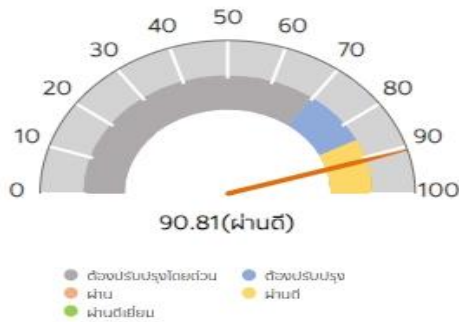 50
40 60
30 70
20 80
10 90
0 100
90.81(ผ่านดี)
ต้องปรับปรุงโดยด่วน ต้องปรับปรุง
ผ่าน ผ่านดี
ผ่านดีเยี่ยม